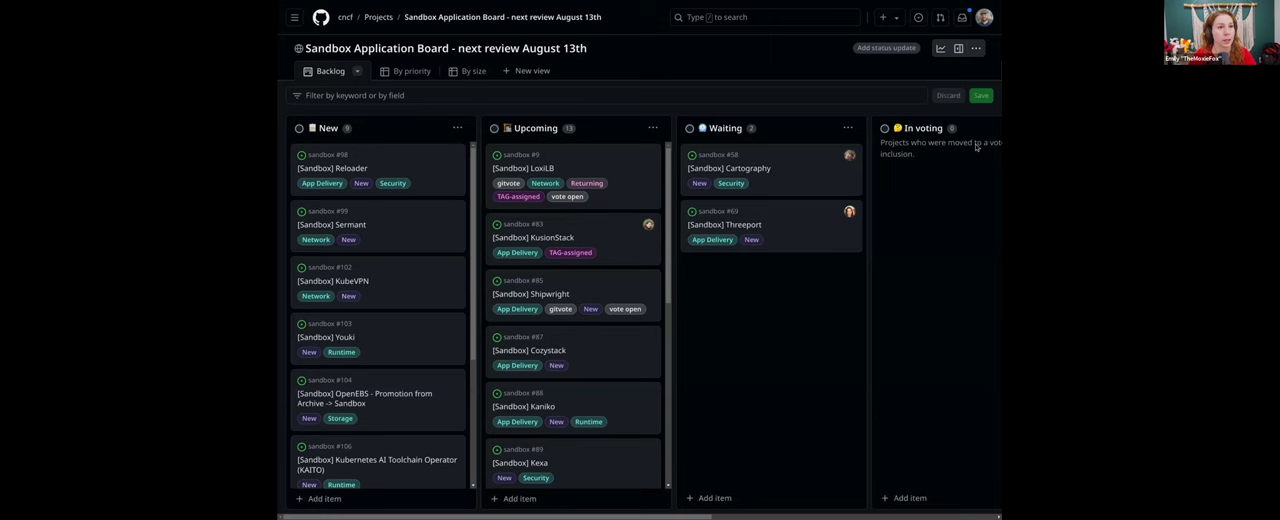 cncf / Projects / Sandbox Application Board - next review August 13th
Type / to search
Emily "TheMoxieFox"
Sandbox Application Board - next review August 13th
Add status update
Backlog
By priority
By size
+ New view
Filter by keyword or by field
Discard
Save
New 9
sandbox #98
[Sandbox] Reloader
App Delivery New Security
sandbox #99
[Sandbox] Sermant
Network New
sandbox #102
[Sandbox] KubeVPN
Network New
sandbox #103
[Sandbox] Youki
New Runtime
sandbox #104
[Sandbox] OpenEBS - Promotion from
Archive -> Sandbox
New Storage
sandbox #106
[Sandbox] Kubernetes AI Toolchain Operator
(KAITO)
New Runtime
+ Add item
Upcoming 13
sandbox #9
[Sandbox] LoxiLB
gitvote Network Returning
TAG-assigned vote open
sandbox #83
[Sandbox] KusionStack
App Delivery TAG-assigned
sandbox #85
[Sandbox] Shipwright
App Delivery gitvote New vote open
sandbox #87
[Sandbox] Cozystack
App Delivery New
sandbox #88
[Sandbox] Kaniko
App Delivery New Runtime
sandbox #89
[Sandbox] Kexa
New Security
+ Add item
Waiting 2
sandbox #58
[Sandbox] Cartography
New Security
sandbox #69
[Sandbox] Threeport
App Delivery New
+ Add item
In voting 0
Projects who were moved to a vote
inclusion.
+ Add item